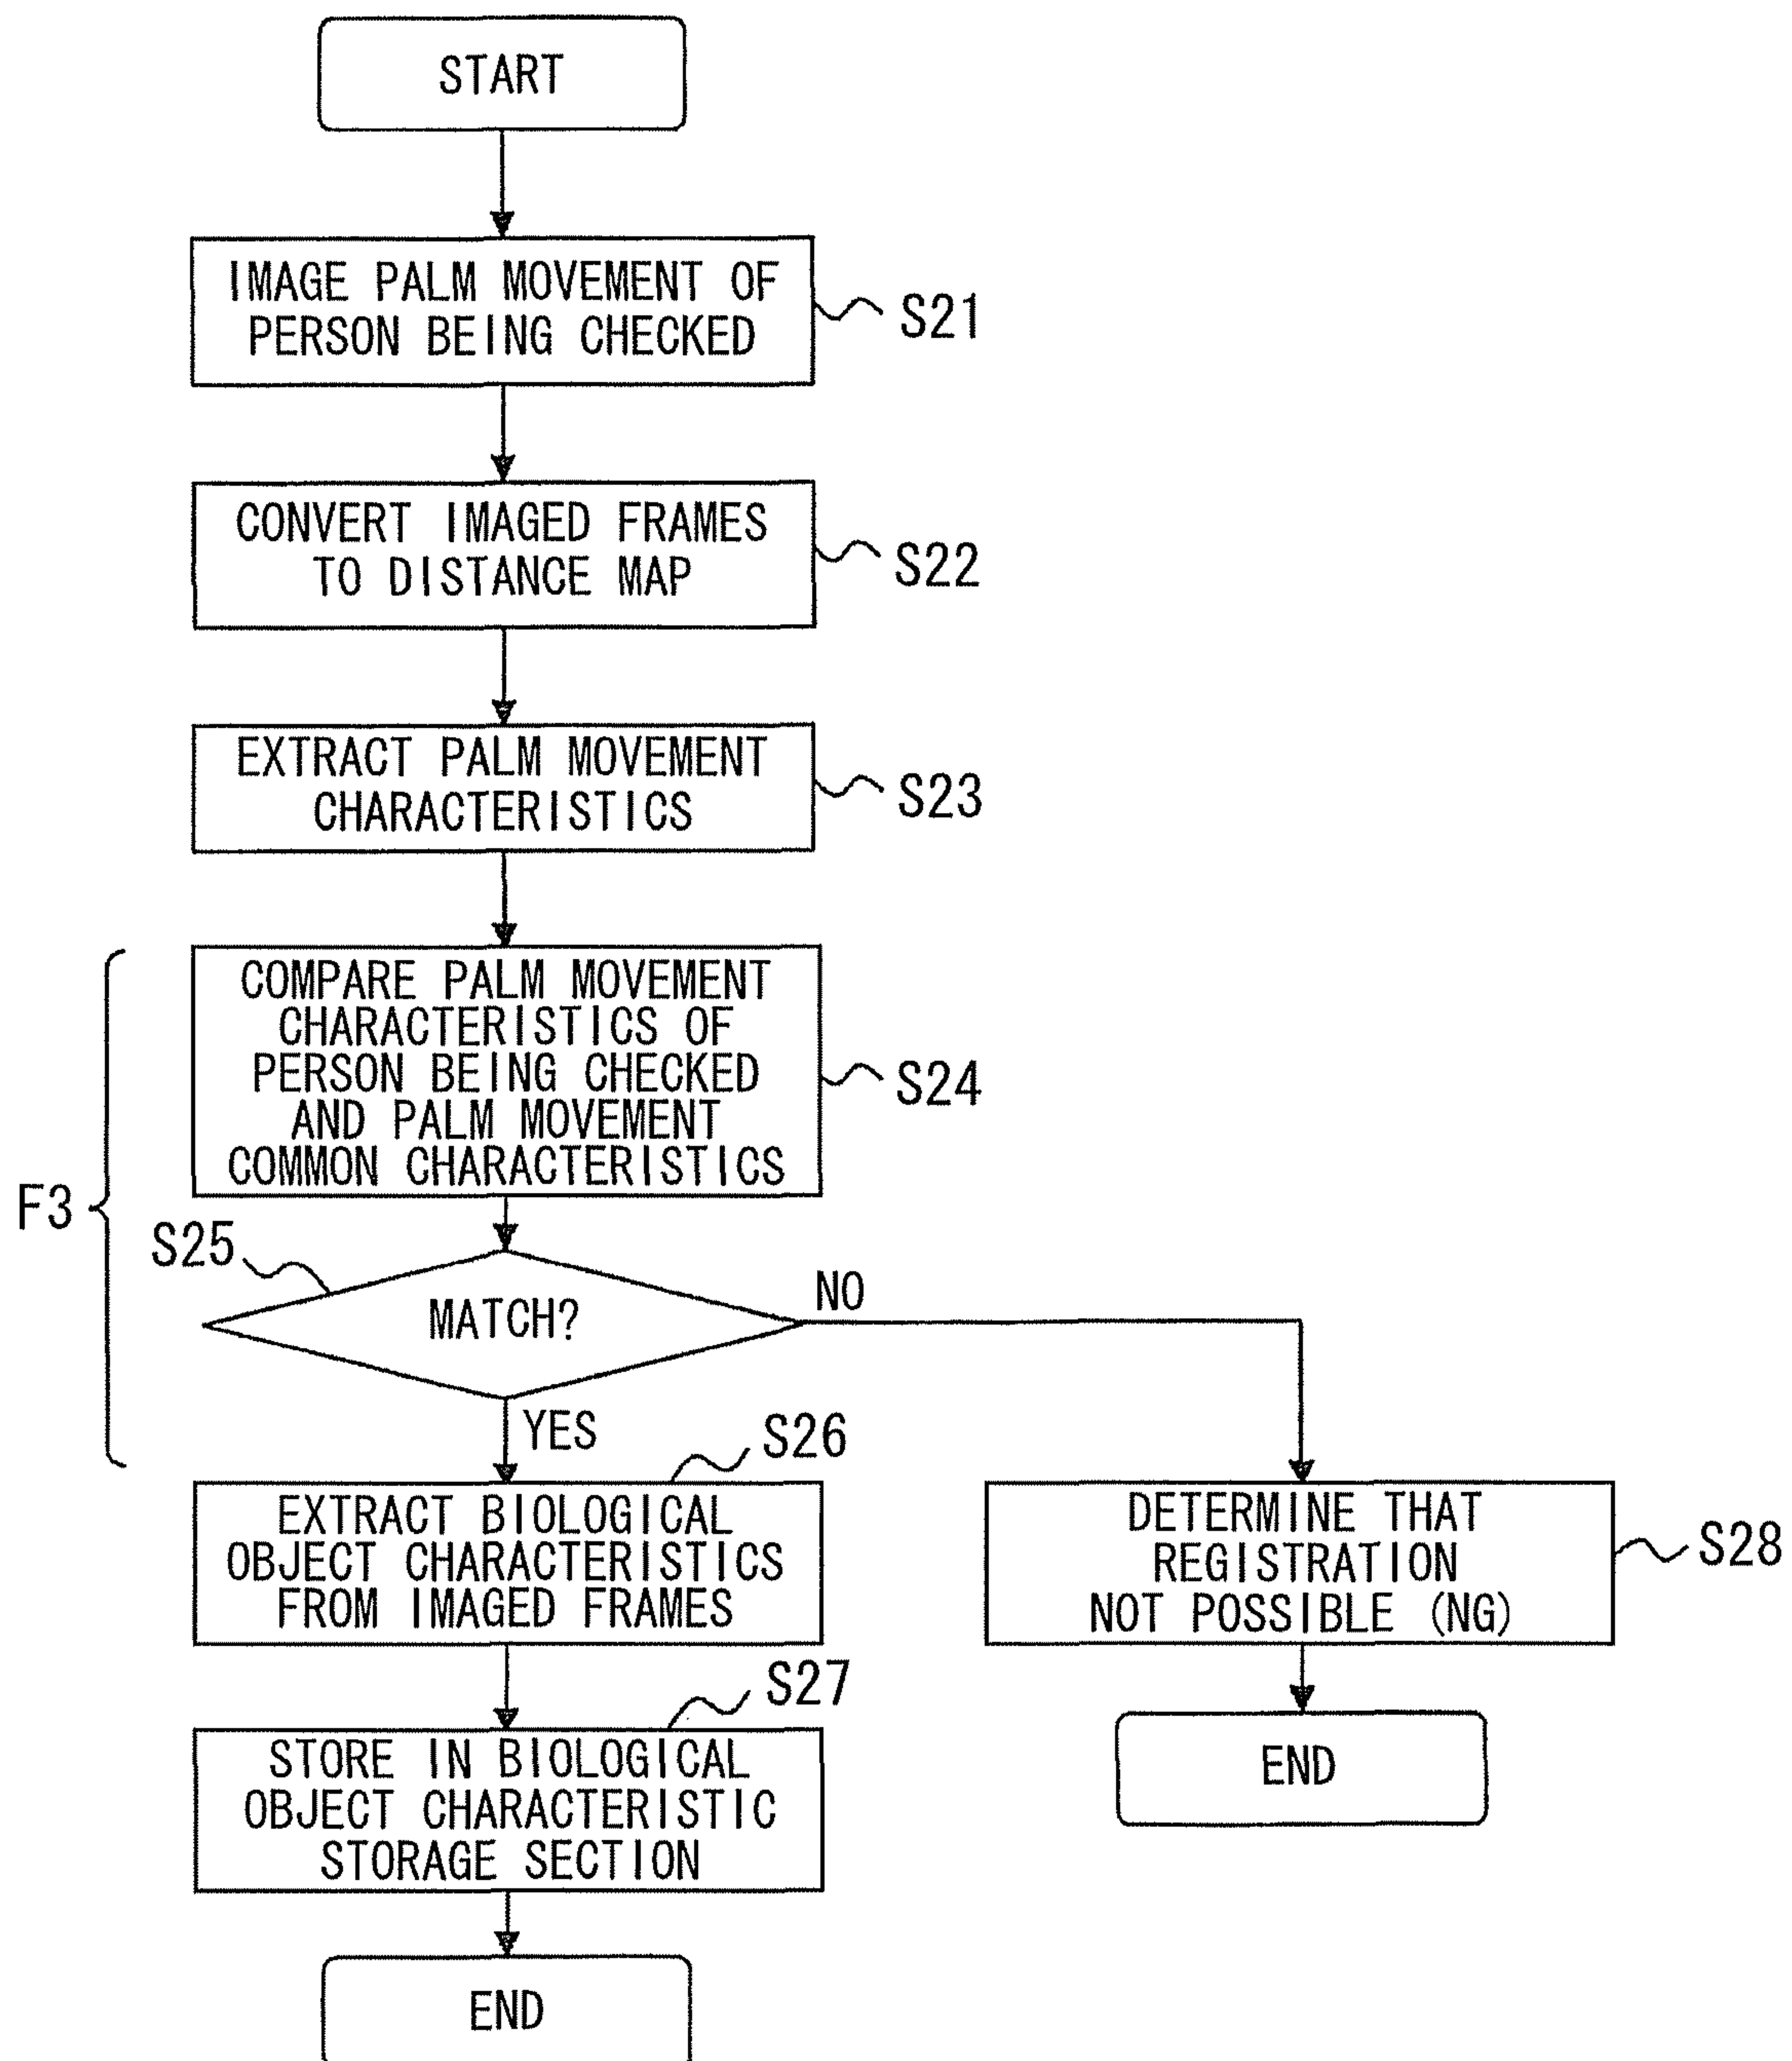 START
IMAGE PALM MOVEMENT OF
PERSON BEING CHECKED
S21
CONVERT IMAGED FRAMES
TO DISTANCE MAP
S22
EXTRACT PALM MOVEMENT
CHARACTERISTICS
S23
COMPARE PALM MOVEMENT
CHARACTERISTICS OF
PERSON BEING CHECKED
AND PALM MOVEMENT
COMMON CHARACTERISTICS
S24
F3
S25
MATCH?
NO
YES
S26
EXTRACT BIOLOGICAL
OBJECT CHARACTERISTICS
FROM IMAGED FRAMES
DETERMINE THAT
REGISTRATION
NOT POSSIBLE (NG)
S28
S27
STORE IN BIOLOGICAL
OBJECT CHARACTERISTIC
STORAGE SECTION
END
END